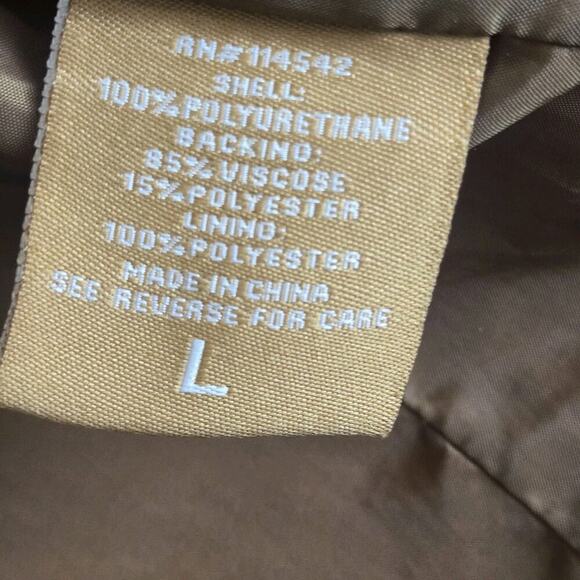 RN#114542
SHELL:
100%POLYURETHANE
BACKING:
85%VISCOSE
15%POLYESTER
LINING:
100%POLYESTER
MADE IN CHINA
SEE REVERSE FOR CARE
L